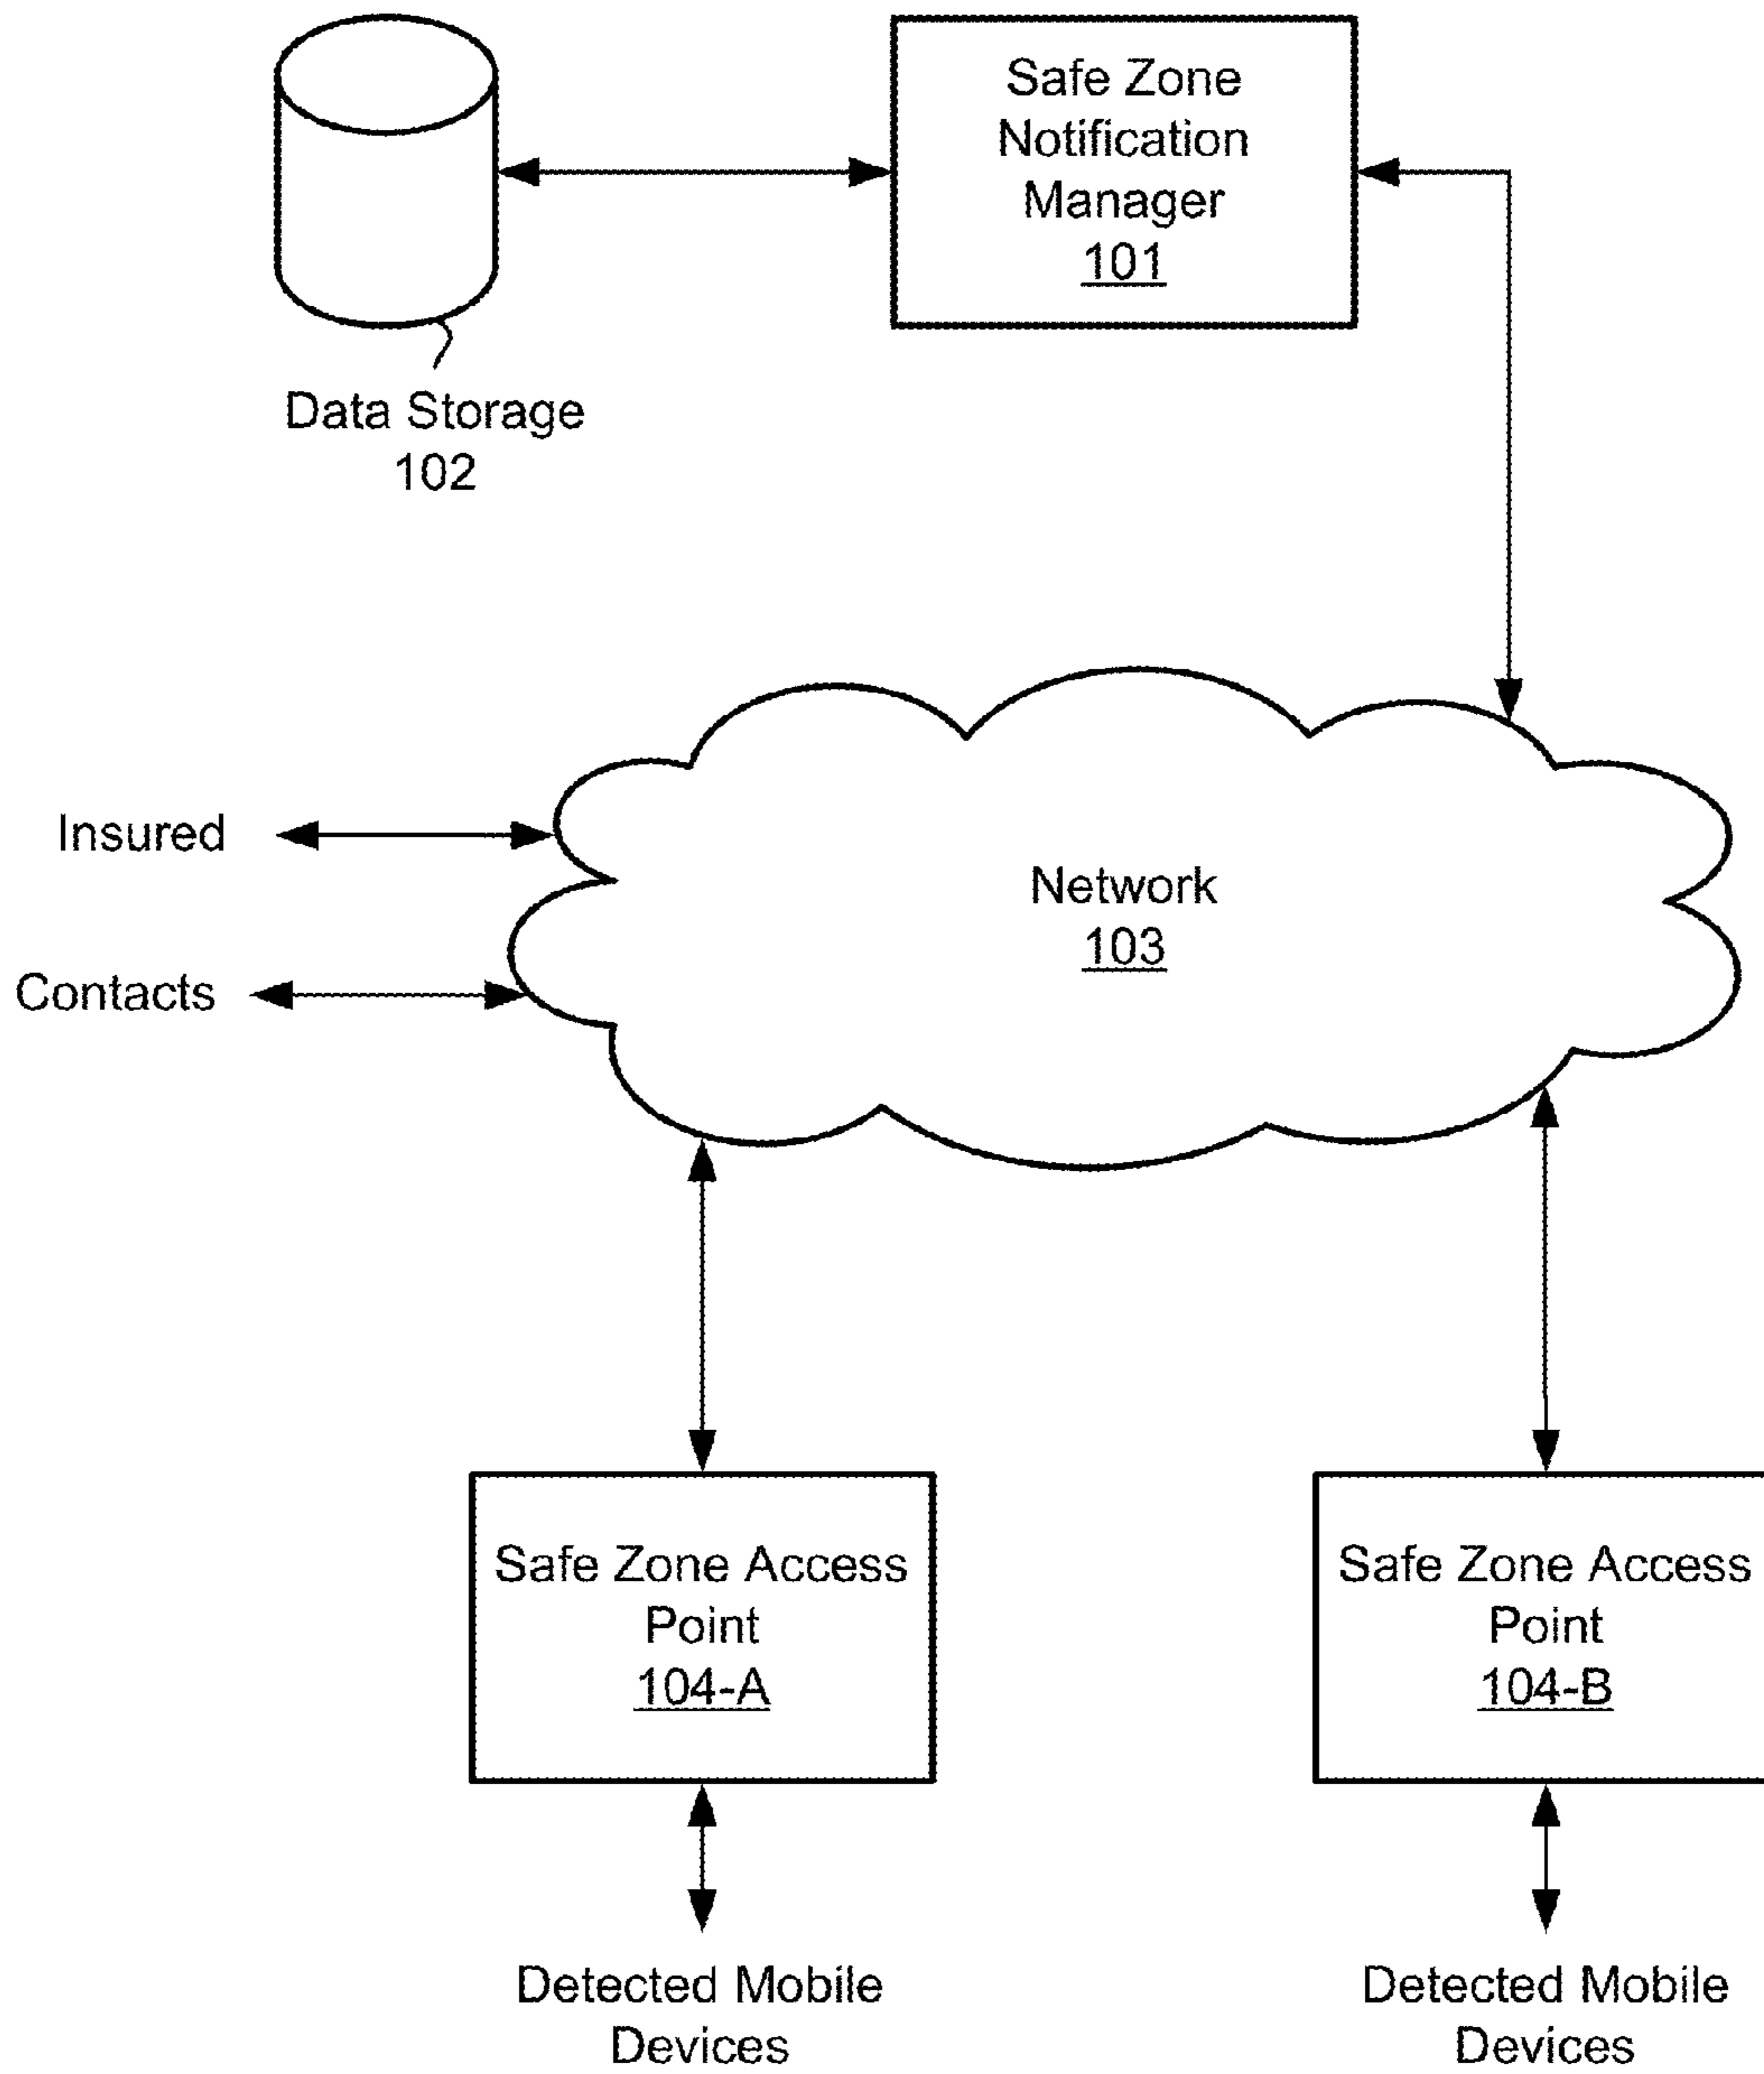 Safe Zone
Notification
Manager
101
Data Storage
102
Insured
Network
103
Contacts
Safe Zone Access
Point
104-A
Safe Zone Access
Point
104-B
Detected Mobile
Devices
Detected Mobile
Devices